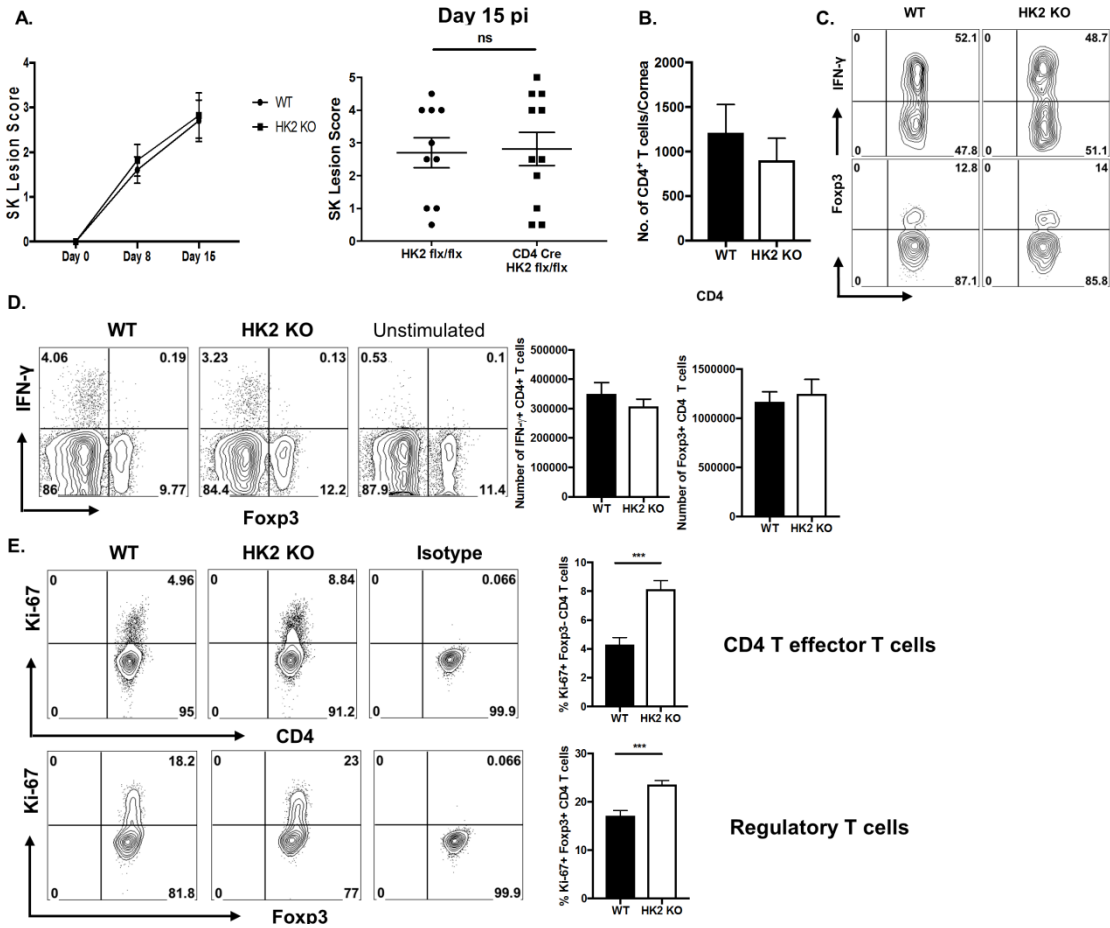 A.
SK Lesion Score
4
3
2
1
0
Day 0
Day 8
Day 15
WT
HK2 KO
Day 15 pi
ns
SK Lesion Score
5
4
3
2
1
0
HK2 flx/flx
CD4 Cre
HK2 flx/flx
B.
No. of CD4+ T cells/Cornea
2000
1500
1000
500
0
WT
HK2 KO
C.
WT
HK2 KO
IFN-γ
0
52.1
0
47.8
0
48.7
0
51.1
Foxp3
0
12.8
0
87.1
0
14
0
85.8
CD4
D.
WT
HK2 KO
Unstimulated
IFN-γ
4.06
0.19
86
9.77
3.23
0.13
84.4
12.2
0.53
0.1
87.9
11.4
Foxp3
Number of IFN-γ+ CD4+ T cells
500000
400000
300000
200000
100000
0
WT
HK2 KO
Number of Foxp3+ CD4 T cells
1500000
1000000
500000
0
WT
HK2 KO
E.
WT
HK2 KO
Isotype
Ki-67
0
4.96
0
95
0
8.84
0
91.2
0
0.066
0
99.9
CD4
% Ki-67+ Foxp3- CD4 T cells
10
8
6
4
2
0
***
WT
HK2 KO
CD4 T effector T cells
Ki-67
0
18.2
0
81.8
0
23
0
77
0
0.066
0
99.9
Foxp3
% Ki-67+ Foxp3+ CD4 T cells
30
20
10
0
***
WT
HK2 KO
Regulatory T cells